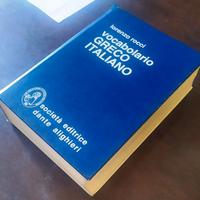 lorenzo rocci
vocabolario
GRECO
ITALIANO
società editrice
dante alighieri